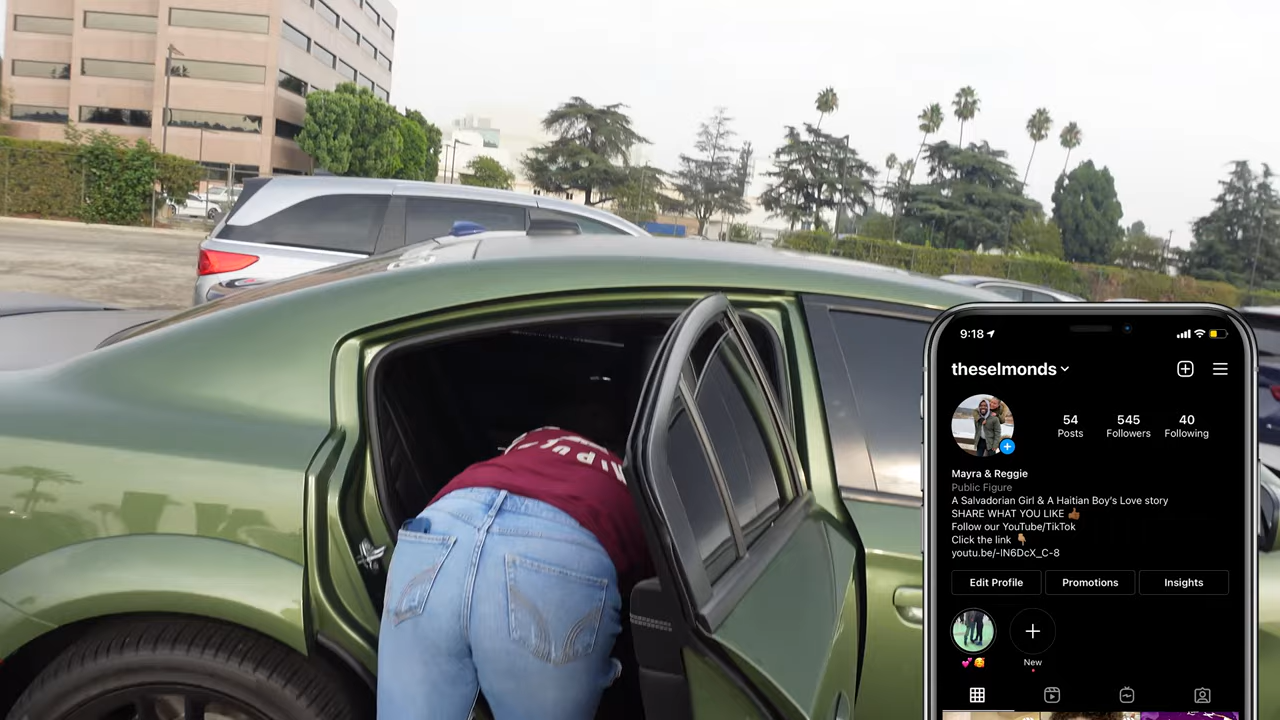 9:18
theselmonds
54
545
40
Posts
Followers
Following
Mayra & Reggie
Public Figure
A Salvadorian Girl & A Haitian Boy's Love story
SHARE WHAT YOU LIKE 👍🏾
Follow our YouTube/TikTok
Click the link 👇🏽
youtu.be/-lN6DcX_C-8
Edit Profile
Promotions
Insights
💕🥰
New